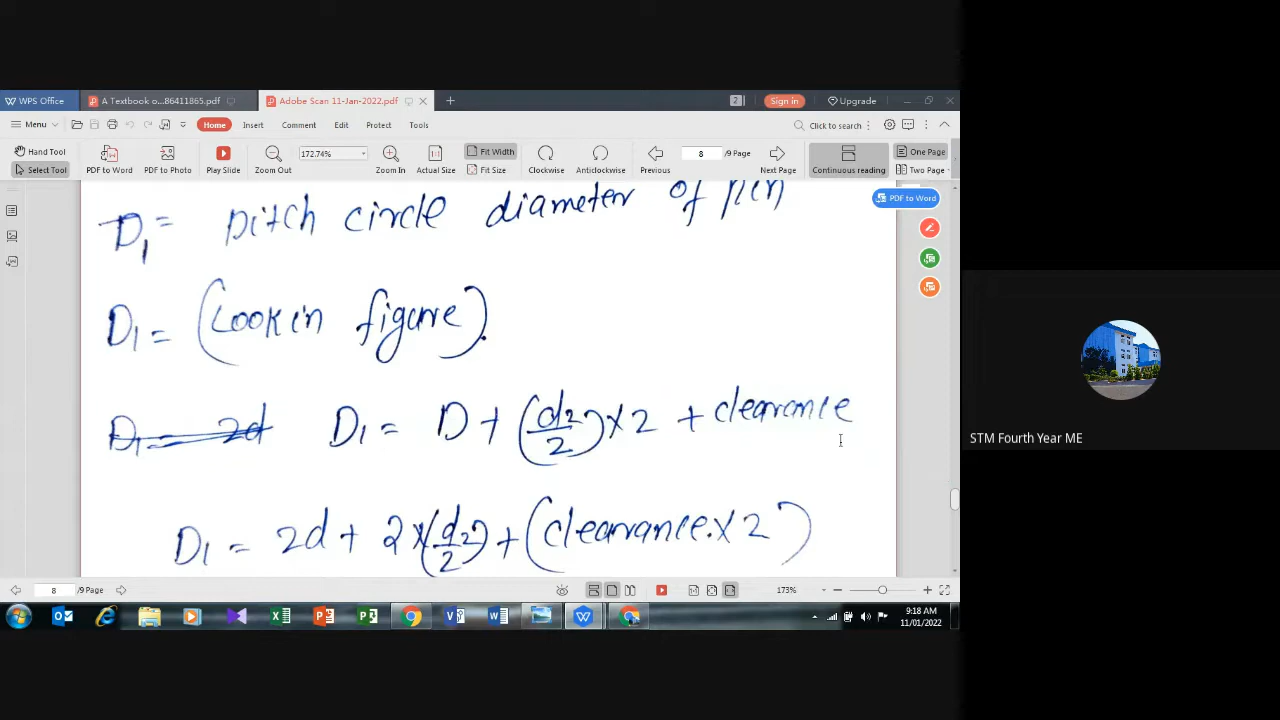 WPS Office
A Textbook o...86411865.pdf
Adobe Scan 11-Jan-2022.pdf
2
Sign in
Upgrade
Menu
Home
Insert
Comment
Edit
Protect
Tools
Click to search
Hand Tool
Select Tool
PDF to Word
PDF to Photo
Play Slide
Zoom Out
172.74%
Zoom In
Actual Size
Fit Width
Fit Size
Clockwise
Anticlockwise
Previous
8
/9 Page
Next Page
Continuous reading
One Page
Two Page
PDF to Word
D1 = pitch circle diameter of pin
D1 = (Look in figure).
D1 = 2d D1 = D + (d2/2) × 2 + clearance
D1 = 2d + 2×(d2/2) + (clearance.×2)
8
/9 Page
173%
9:18 AM
11/01/2022
STM Fourth Year ME